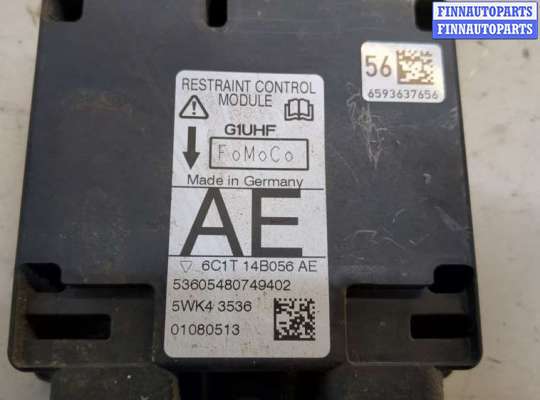 FINNAUTOPARTS
FINNAUTOPARTS
56
6593637656
RESTRAINT CONTROL
MODULE
G1UHF
FoMoCo
Made in Germany
AE
6C1T 14B056 AE
53605480749402
5WK4 3536
01080513